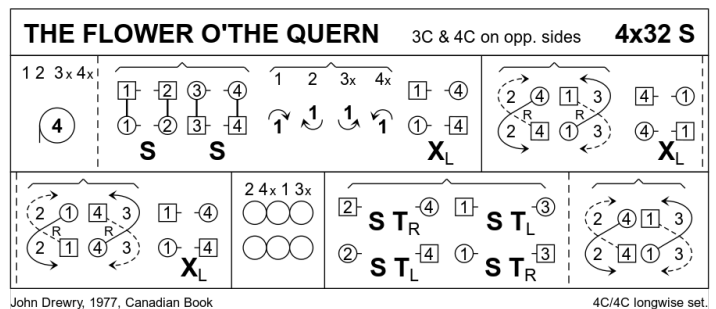 THE FLOWER O'THE QUERN 3C & 4C on opp. sides 4x32 S
1 2 3x 4x
4
1 2 3 4
1 2 3 4
S S
1 2 3x 4x
1 1 1 1
1 4
1 4
XL
2 4 1 3
R R
2 4 1 3
4 1
4 1
XL
2 1 4 3
R R
2 1 4 3
1 4
1 4
XL
2 4x 1 3x
2 S TR 4 1 S TL 3
2 S TL 4 1 S TR 3
2 4 1 3
2 4 1 3
John Drewry, 1977, Canadian Book
4C/4C longwise set.